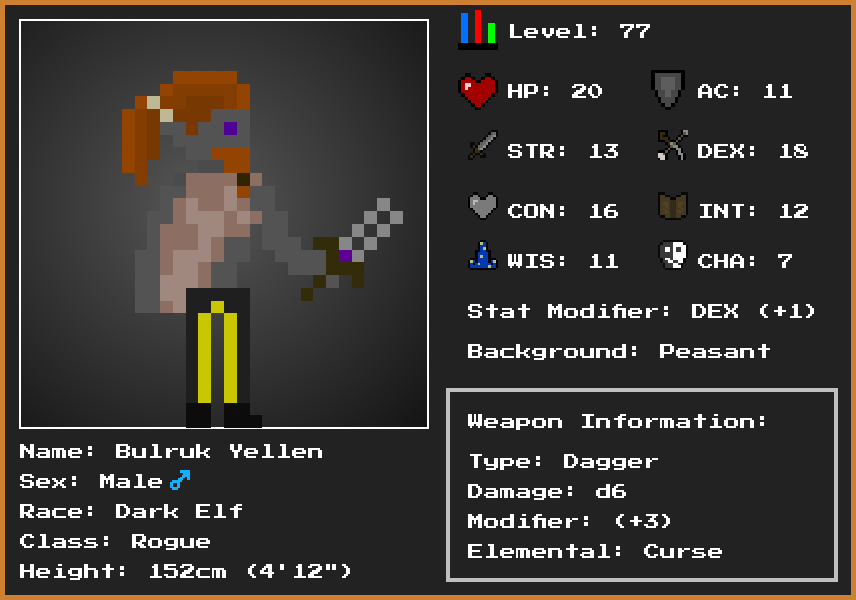 Level: 77
HP: 20 AC: 11
STR: 13 DEX: 18
CON: 16 INT: 12
WIS: 11 CHA: 7
Stat Modifier: DEX (+1)
Background: Peasant
Weapon Information:
Type: Dagger
Damage: d6
Modifier: (+3)
Elemental: Curse
Name: Bulruk Yellen
Sex: Male♂
Race: Dark Elf
Class: Rogue
Height: 152cm (4'12")